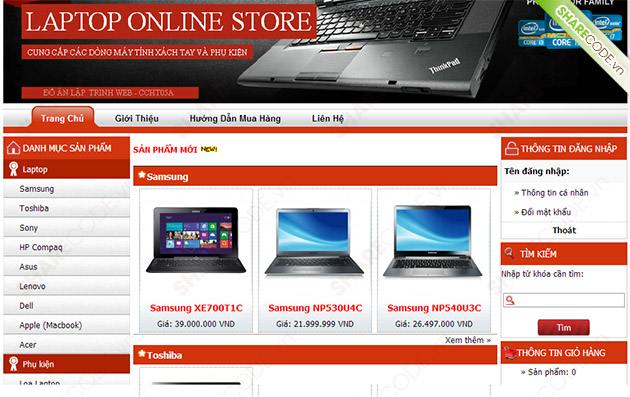 LAPTOP ONLINE STORE
CUNG CẤP CÁC DÒNG MÁY TÍNH XÁCH TAY VÀ PHỤ KIỆN
ĐỒ ÁN LẬP TRINH WEB - CCHT05A
ThinkPad
FAMILY
SHARECODE.vn
Trang Chủ Giới Thiệu Hướng Dẫn Mua Hàng Liên Hệ
DANH MỤC SẢN PHẨM
Laptop
Samsung
Toshiba
Sony
HP Compaq
Asus
Lenovo
Dell
Apple (Macbook)
Acer
Phụ kiện
Loa Laptop
SẢN PHẨM MỚI NEW!
Samsung
Samsung XE700T1C
Giá: 39.000.000 VND
Samsung NP530U4C
Giá: 21.999.999 VND
Samsung NP540U3C
Giá: 26.497.000 VND
Xem thêm »
Toshiba
THÔNG TIN ĐĂNG NHẬP
Tên đăng nhập:
» Thông tin cá nhân
» Đổi mật khẩu
Thoát
TÌM KIẾM
Nhập từ khóa cần tìm:
Tìm
THÔNG TIN GIỎ HÀNG
» Sản phẩm: 0